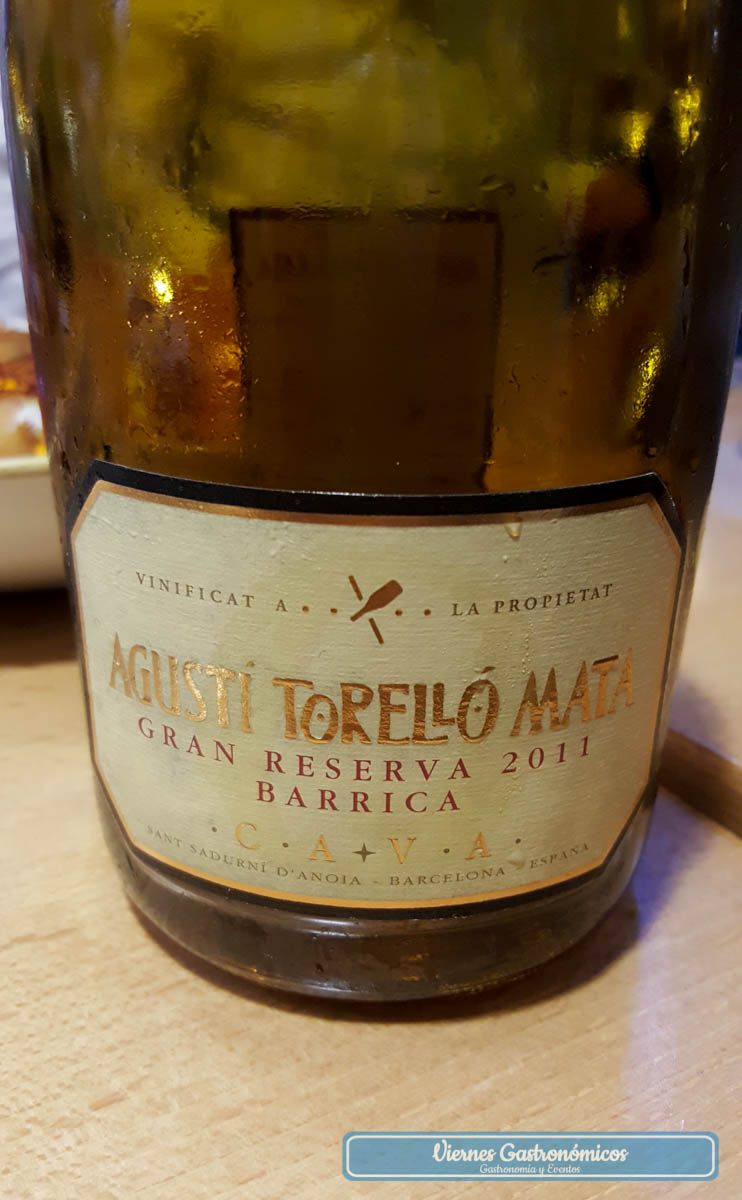 VINIFICAT A LA PROPIETAT
AGUSTÍ TORELLÓ MATA
GRAN RESERVA 2011
BARRICA
· C · A · V · A ·
SANT SADURNÍ D'ANOIA - BARCELONA - ESPAÑA
Viernes Gastronómicos
Gastronomía y Eventos